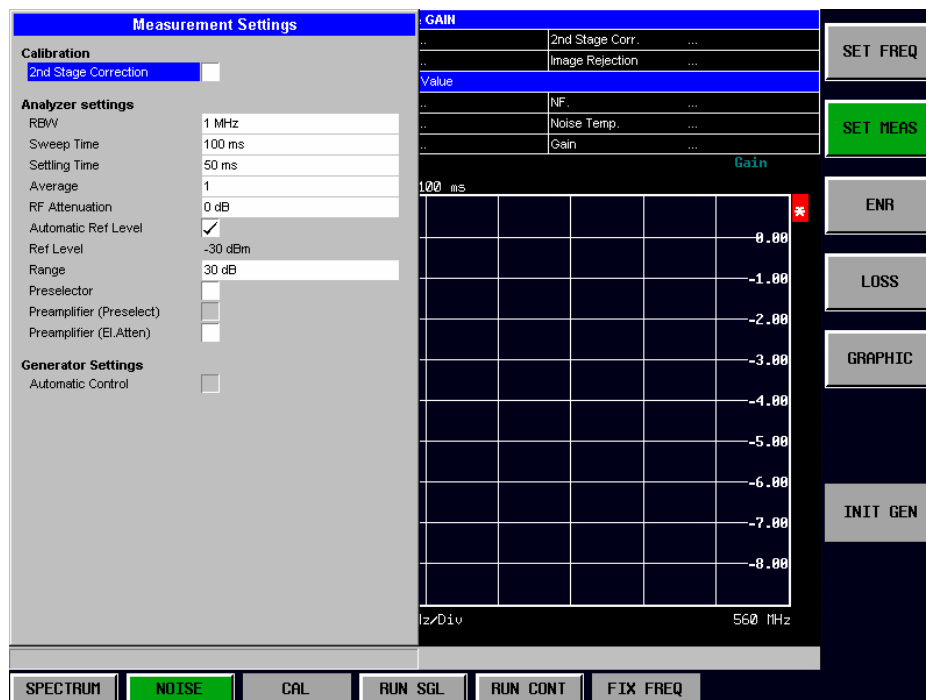 Measurement Settings
Calibration
2nd Stage Correction
Analyzer settings
RBW 1 MHz
Sweep Time 100 ms
Settling Time 50 ms
Average 1
RF Attenuation 0 dB
Automatic Ref Level
Ref Level -30 dBm
Range 30 dB
Preselector
Preamplifier (Preselect)
Preamplifier (El.Atten)
Generator Settings
Automatic Control
GAIN
.. 2nd Stage Corr. ...
.. Image Rejection ...
Value
.. NF. ...
.. Noise Temp. ...
.. Gain ...
Gain
100 ms
*
0.00
-1.00
-2.00
-3.00
-4.00
-5.00
-6.00
-7.00
-8.00
Hz/Div 560 MHz
SET FREQ
SET MEAS
ENR
LOSS
GRAPHIC
INIT GEN
SPECTRUM NOISE CAL RUN SGL RUN CONT FIX FREQ